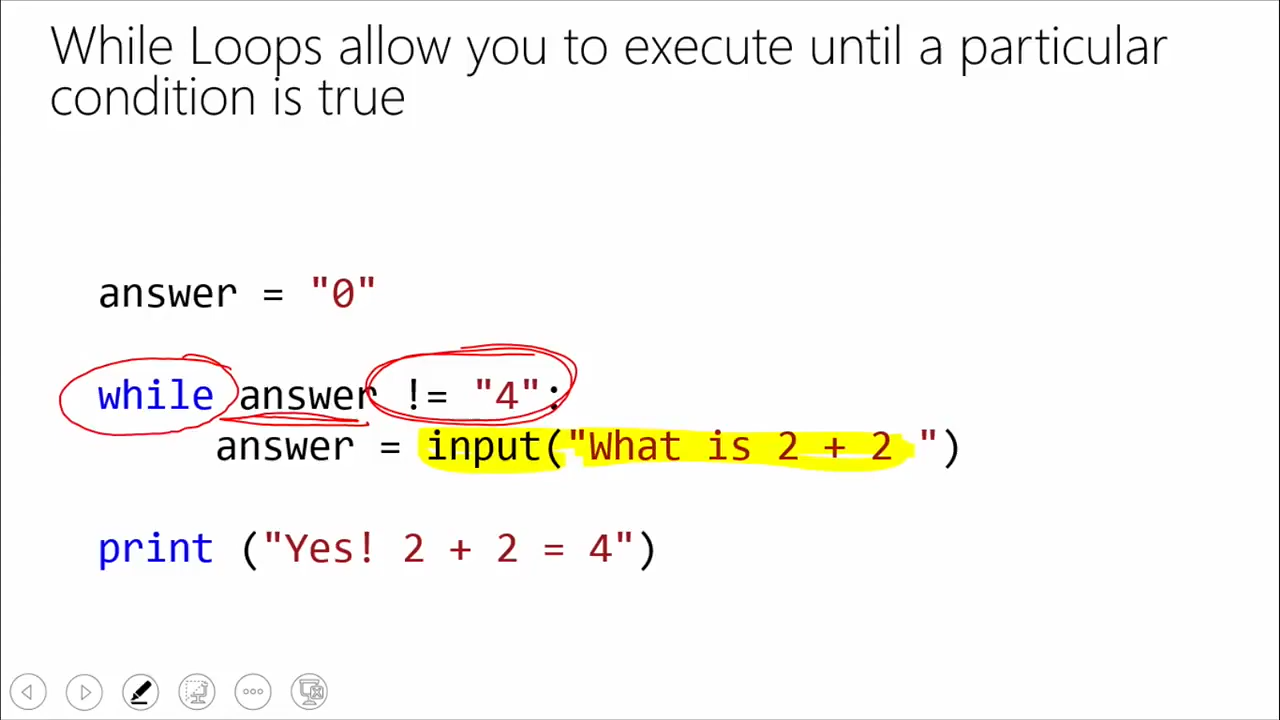 While Loops allow you to execute until a particular
condition is true
answer = "0"
while answer != "4":
answer = input("What is 2 + 2 ")
print ("Yes! 2 + 2 = 4")